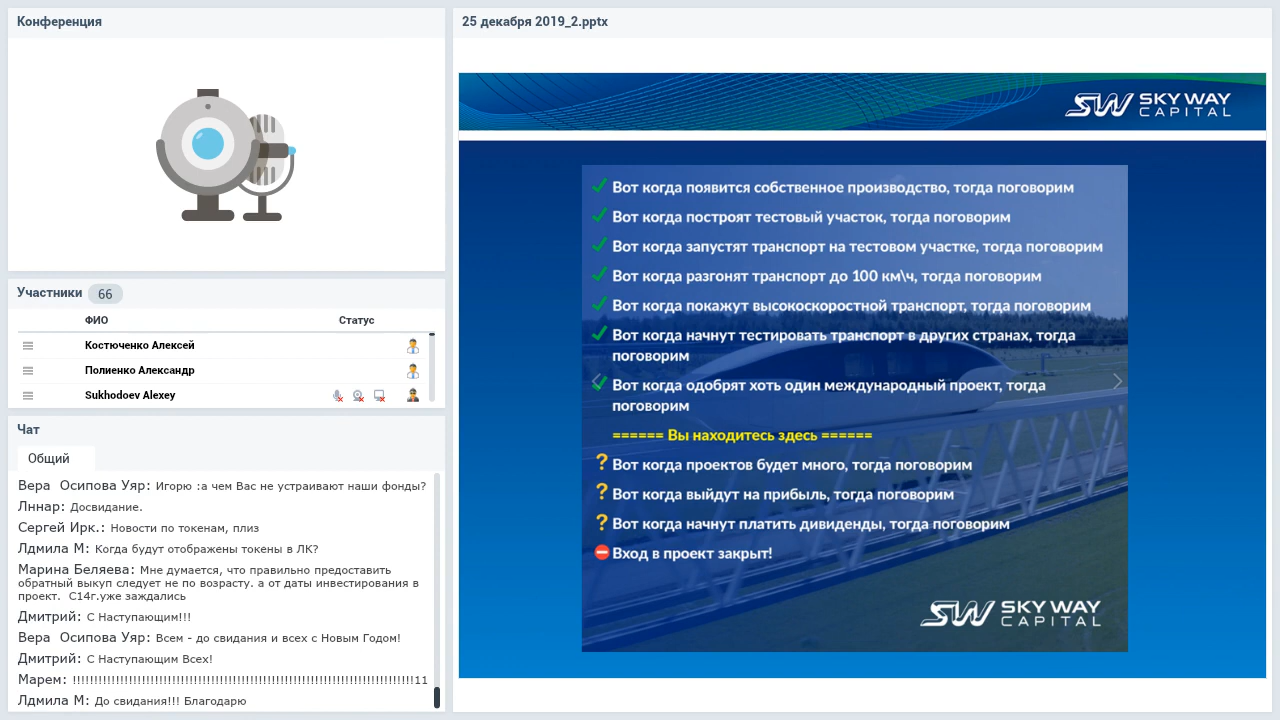 Конференция
Участники 66
ФИО Статус
Костюченко Алексей
Полиенко Александр
Sukhodoev Alexey
Чат
Общий
Вера Осипова Уяр: Игорю :а чем Вас не устраивают наши фонды?
Лннар: Досвидание.
Сергей Ирк.: Новости по токенам, плиз
Лдмила М: Когда будут отображены токены в ЛК?
Марина Беляева: Мне думается, что правильно предоставить
обратный выкуп следует не по возрасту. а от даты инвестирования в
проект. С14г.уже заждались
Дмитрий: С Наступающим!!!
Вера Осипова Уяр: Всем - до свидания и всех с Новым Годом!
Дмитрий: С Наступающим Всех!
Марем: !!!!!!!!!!!!!!!!!!!!!!!!!!!!!!!!!!!!!!!!!!!!!!!!!!!!!!!!!!!!!!!!!!!!!!!!!!!!!!!11
Лдмила М: До свидания!!! Благодарю
25 декабря 2019_2.pptx
SW SKY WAY
CAPITAL
Вот когда появится собственное производство, тогда поговорим
Вот когда построят тестовый участок, тогда поговорим
Вот когда запустят транспорт на тестовом участке, тогда поговорим
Вот когда разгонят транспорт до 100 км\ч, тогда поговорим
Вот когда покажут высокоскоростной транспорт, тогда поговорим
Вот когда начнут тестировать транспорт в других странах, тогда
поговорим
Вот когда одобрят хоть один международный проект, тогда
поговорим
====== Вы находитесь здесь ======
? Вот когда проектов будет много, тогда поговорим
? Вот когда выйдут на прибыль, тогда поговорим
? Вот когда начнут платить дивиденды, тогда поговорим
Вход в проект закрыт!
SW SKY WAY
CAPITAL